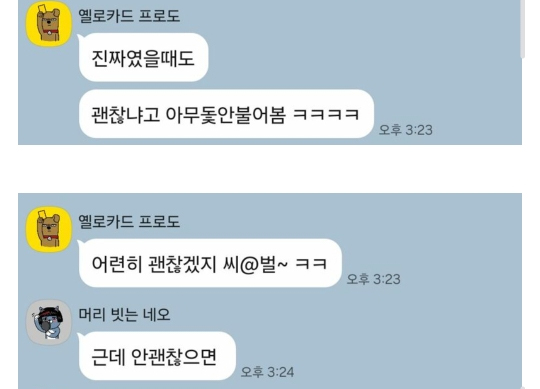 옐로카드 프로도
진짜였을때도
괜찮냐고 아무돛안불어봄 ㅋㅋㅋㅋ
오후 3:23
옐로카드 프로도
어련히 괜찮겠지 씨@벌~ ㅋㅋ
오후 3:23
머리 빗는 네오
근데 안괜찮으면
오후 3:24